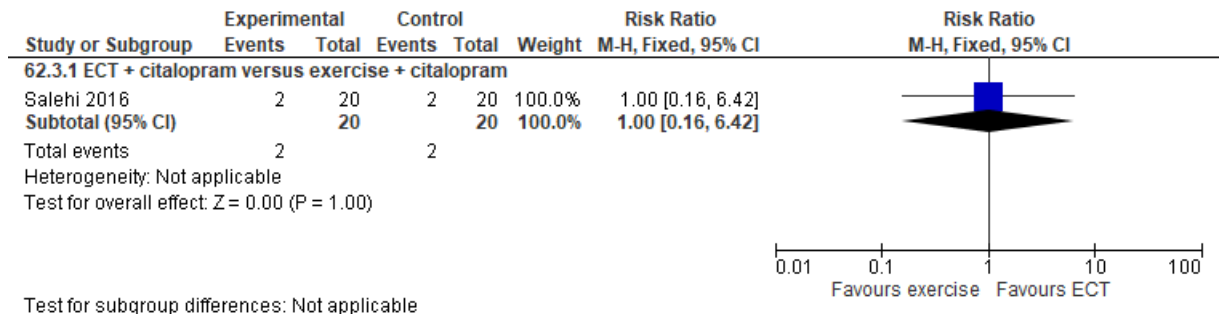 Experimental Control Risk Ratio Risk Ratio
Study or Subgroup Events Total Events Total Weight M-H, Fixed, 95% CI M-H, Fixed, 95% CI
62.3.1 ECT + citalopram versus exercise + citalopram
Salehi 2016 2 20 2 20 100.0% 1.00 [0.16, 6.42]
Subtotal (95% CI) 20 20 100.0% 1.00 [0.16, 6.42]
Total events 2 2
Heterogeneity: Not applicable
Test for overall effect: Z = 0.00 (P = 1.00)
0.01 0.1 1 10 100
Favours exercise Favours ECT
Test for subgroup differences: Not applicable